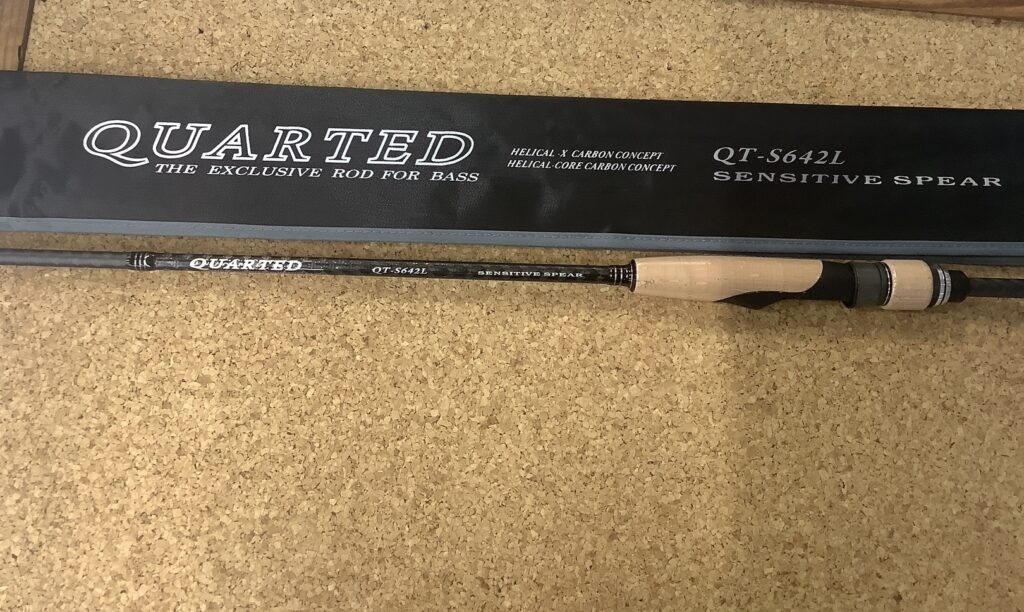 QUARTED
THE EXCLUSIVE ROD FOR BASS
HELICAL-X CARBON CONCEPT
HELICAL-CORE CARBON CONCEPT
QT-S642L
SENSITIVE SPEAR
QUARTED
QT-S642L
SENSITIVE SPEAR